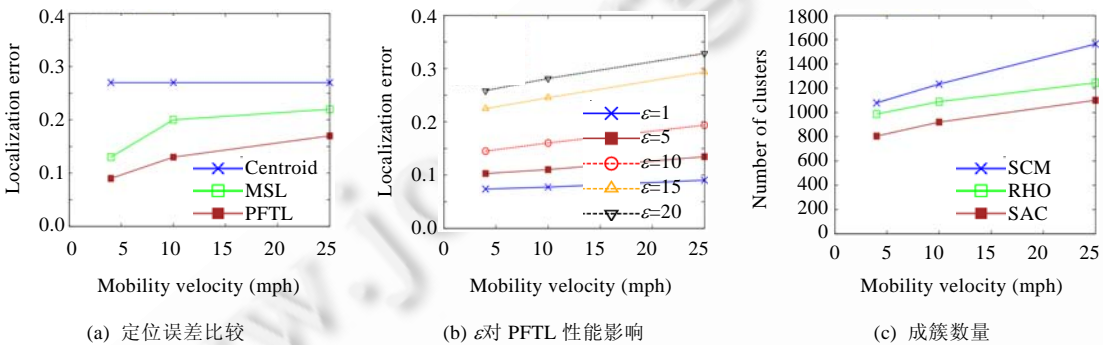 0.4
0.3
0.2
0.1
0.0
Localization error
Centroid
MSL
PFTL
0 5 10 15 20 25
Mobility velocity (mph)
(a) 定位误差比较
0.4
0.3
0.2
0.1
0.0
Localization error
ε=1
ε=5
ε=10
ε=15
ε=20
0 5 10 15 20 25
Mobility velocity (mph)
(b) ε对 PFTL 性能影响
1800
1600
1400
1200
1000
800
600
400
200
0
Number of clusters
SCM
RHO
SAC
0 5 10 15 20 25
Mobility velocity (mph)
(c) 成簇数量